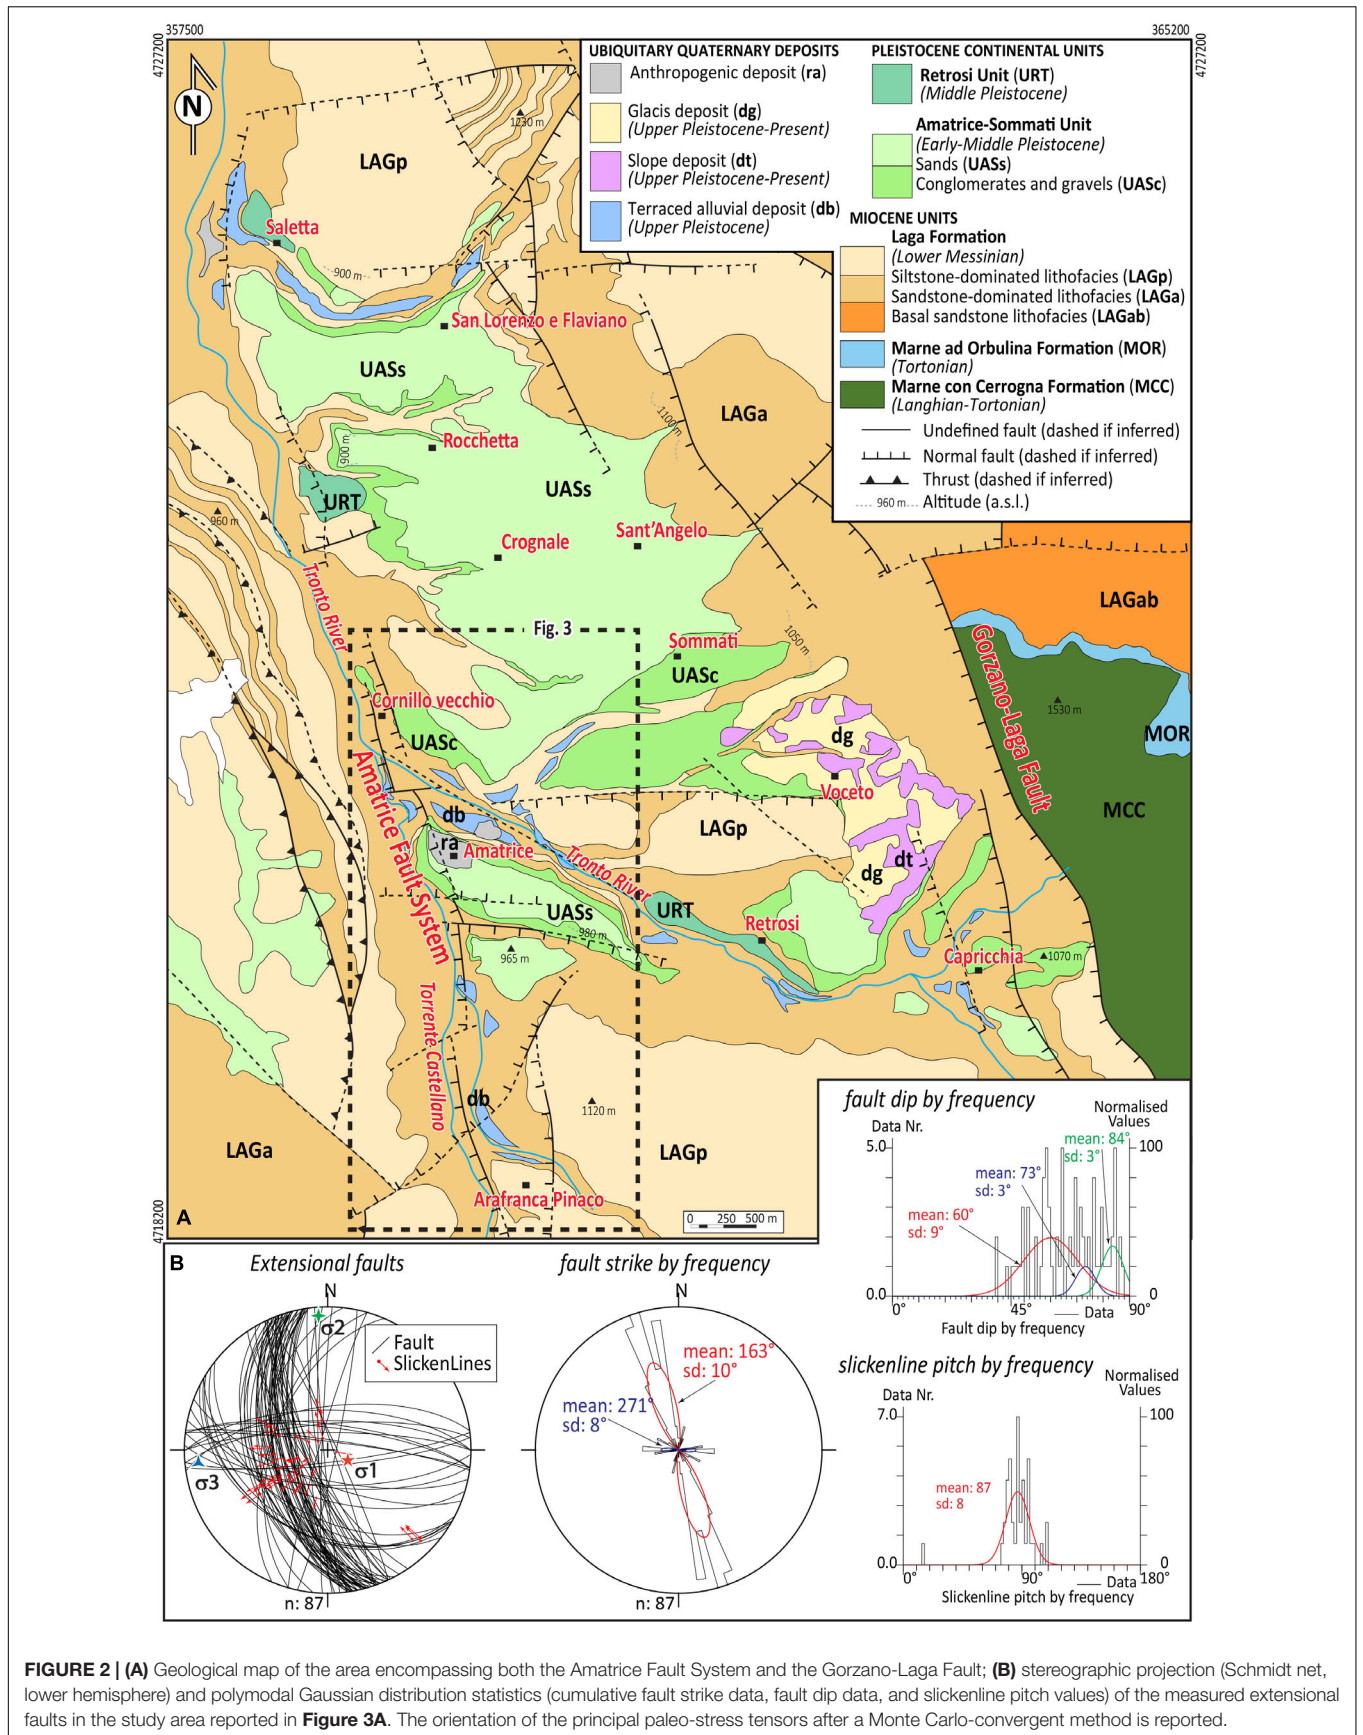 357500
365200
4727200
4727200
N
UBIQUITARY QUATERNARY DEPOSITS
Anthropogenic deposit (ra)
Glacis deposit (dg)
(Upper Pleistocene-Present)
Slope deposit (dt)
(Upper Pleistocene-Present)
Terraced alluvial deposit (db)
(Upper Pleistocene)
PLEISTOCENE CONTINENTAL UNITS
Retrosi Unit (URT)
(Middle Pleistocene)
Amatrice-Sommati Unit
(Early-Middle Pleistocene)
Sands (UASs)
Conglomerates and gravels (UASc)
MIOCENE UNITS
Laga Formation
(Lower Messinian)
Siltstone-dominated lithofacies (LAGp)
Sandstone-dominated lithofacies (LAGa)
Basal sandstone lithofacies (LAGab)
Marne ad Orbulina Formation (MOR)
(Tortonian)
Marne con Cerrogna Formation (MCC)
(Langhian-Tortonian)
Undefined fault (dashed if inferred)
Normal fault (dashed if inferred)
Thrust (dashed if inferred)
960 m
Altitude (a.s.l.)
1230 m
LAGp
Saletta
900 m
San Lorenzo e Flaviano
UASs
1100 m
LAGa
Rocchetta
900 m
URT
UASs
960 m
Crognale
Sant'Angelo
Tronto River
LAGab
Fig. 3
1050 m
Sommati
UASc
Gorzano-Laga Fault
Cornillo vecchio
1530 m
UASc
dg
MOR
Amatrice Fault System
Voceto
db
LAGp
MCC
ra
Amatrice
Tronto River
dt
dg
UASs
URT
Retrosi
980 m
965 m
Capricchia
1070 m
Torrente Castellano
db
1120 m
LAGa
LAGp
Arafranca Pinaco
4718200
A
0 250 500 m
fault dip by frequency
Data Nr.
Normalised
Values
5.0
100
mean: 84°
sd: 3°
mean: 73°
sd: 3°
mean: 60°
sd: 9°
0.0
0
0°
45°
90°
Data
Fault dip by frequency
B
Extensional faults
N
σ2
Fault
SlickenLines
σ3
σ1
n: 87
fault strike by frequency
N
mean: 163°
sd: 10°
mean: 271°
sd: 8°
n: 87
slickenline pitch by frequency
Data Nr.
Normalised
Values
7.0
100
mean: 87
sd: 8
0.0
0
0°
90°
Data
180°
Slickenline pitch by frequency
FIGURE 2 | (A) Geological map of the area encompassing both the Amatrice Fault System and the Gorzano-Laga Fault; (B) stereographic projection (Schmidt net,
lower hemisphere) and polymodal Gaussian distribution statistics (cumulative fault strike data, fault dip data, and slickenline pitch values) of the measured extensional
faults in the study area reported in Figure 3A. The orientation of the principal paleo-stress tensors after a Monte Carlo-convergent method is reported.